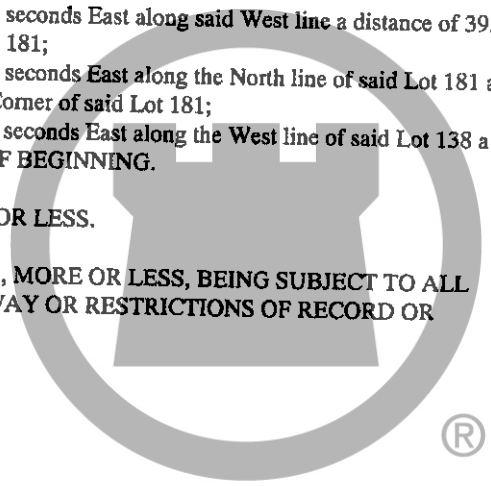 seconds East along said West line a distance of 39.
181;
seconds East along the North line of said Lot 181 a
Corner of said Lot 181;
seconds East along the West line of said Lot 138 a
F BEGINNING.
OR LESS.
, MORE OR LESS, BEING SUBJECT TO ALL
WAY OR RESTRICTIONS OF RECORD OR
®